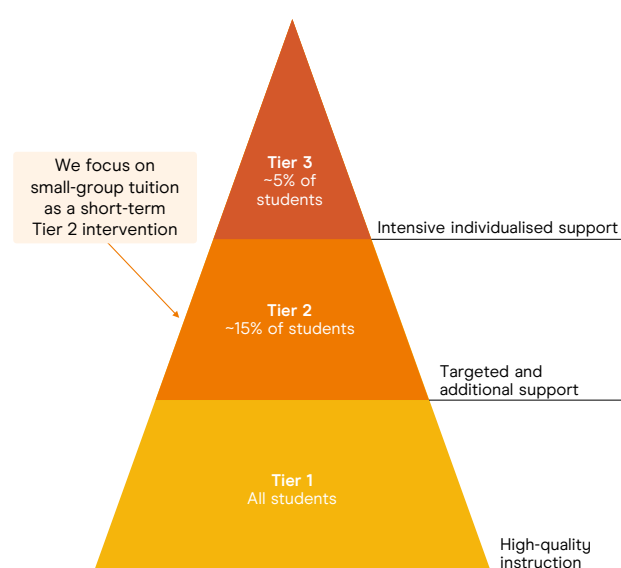 Tier 3
~5% of
students
We focus on
small-group tuition
as a short-term
Tier 2 intervention
Intensive individualised support
Tier 2
~15% of students
Targeted and
additional support
Tier 1
All students
High-quality
instruction